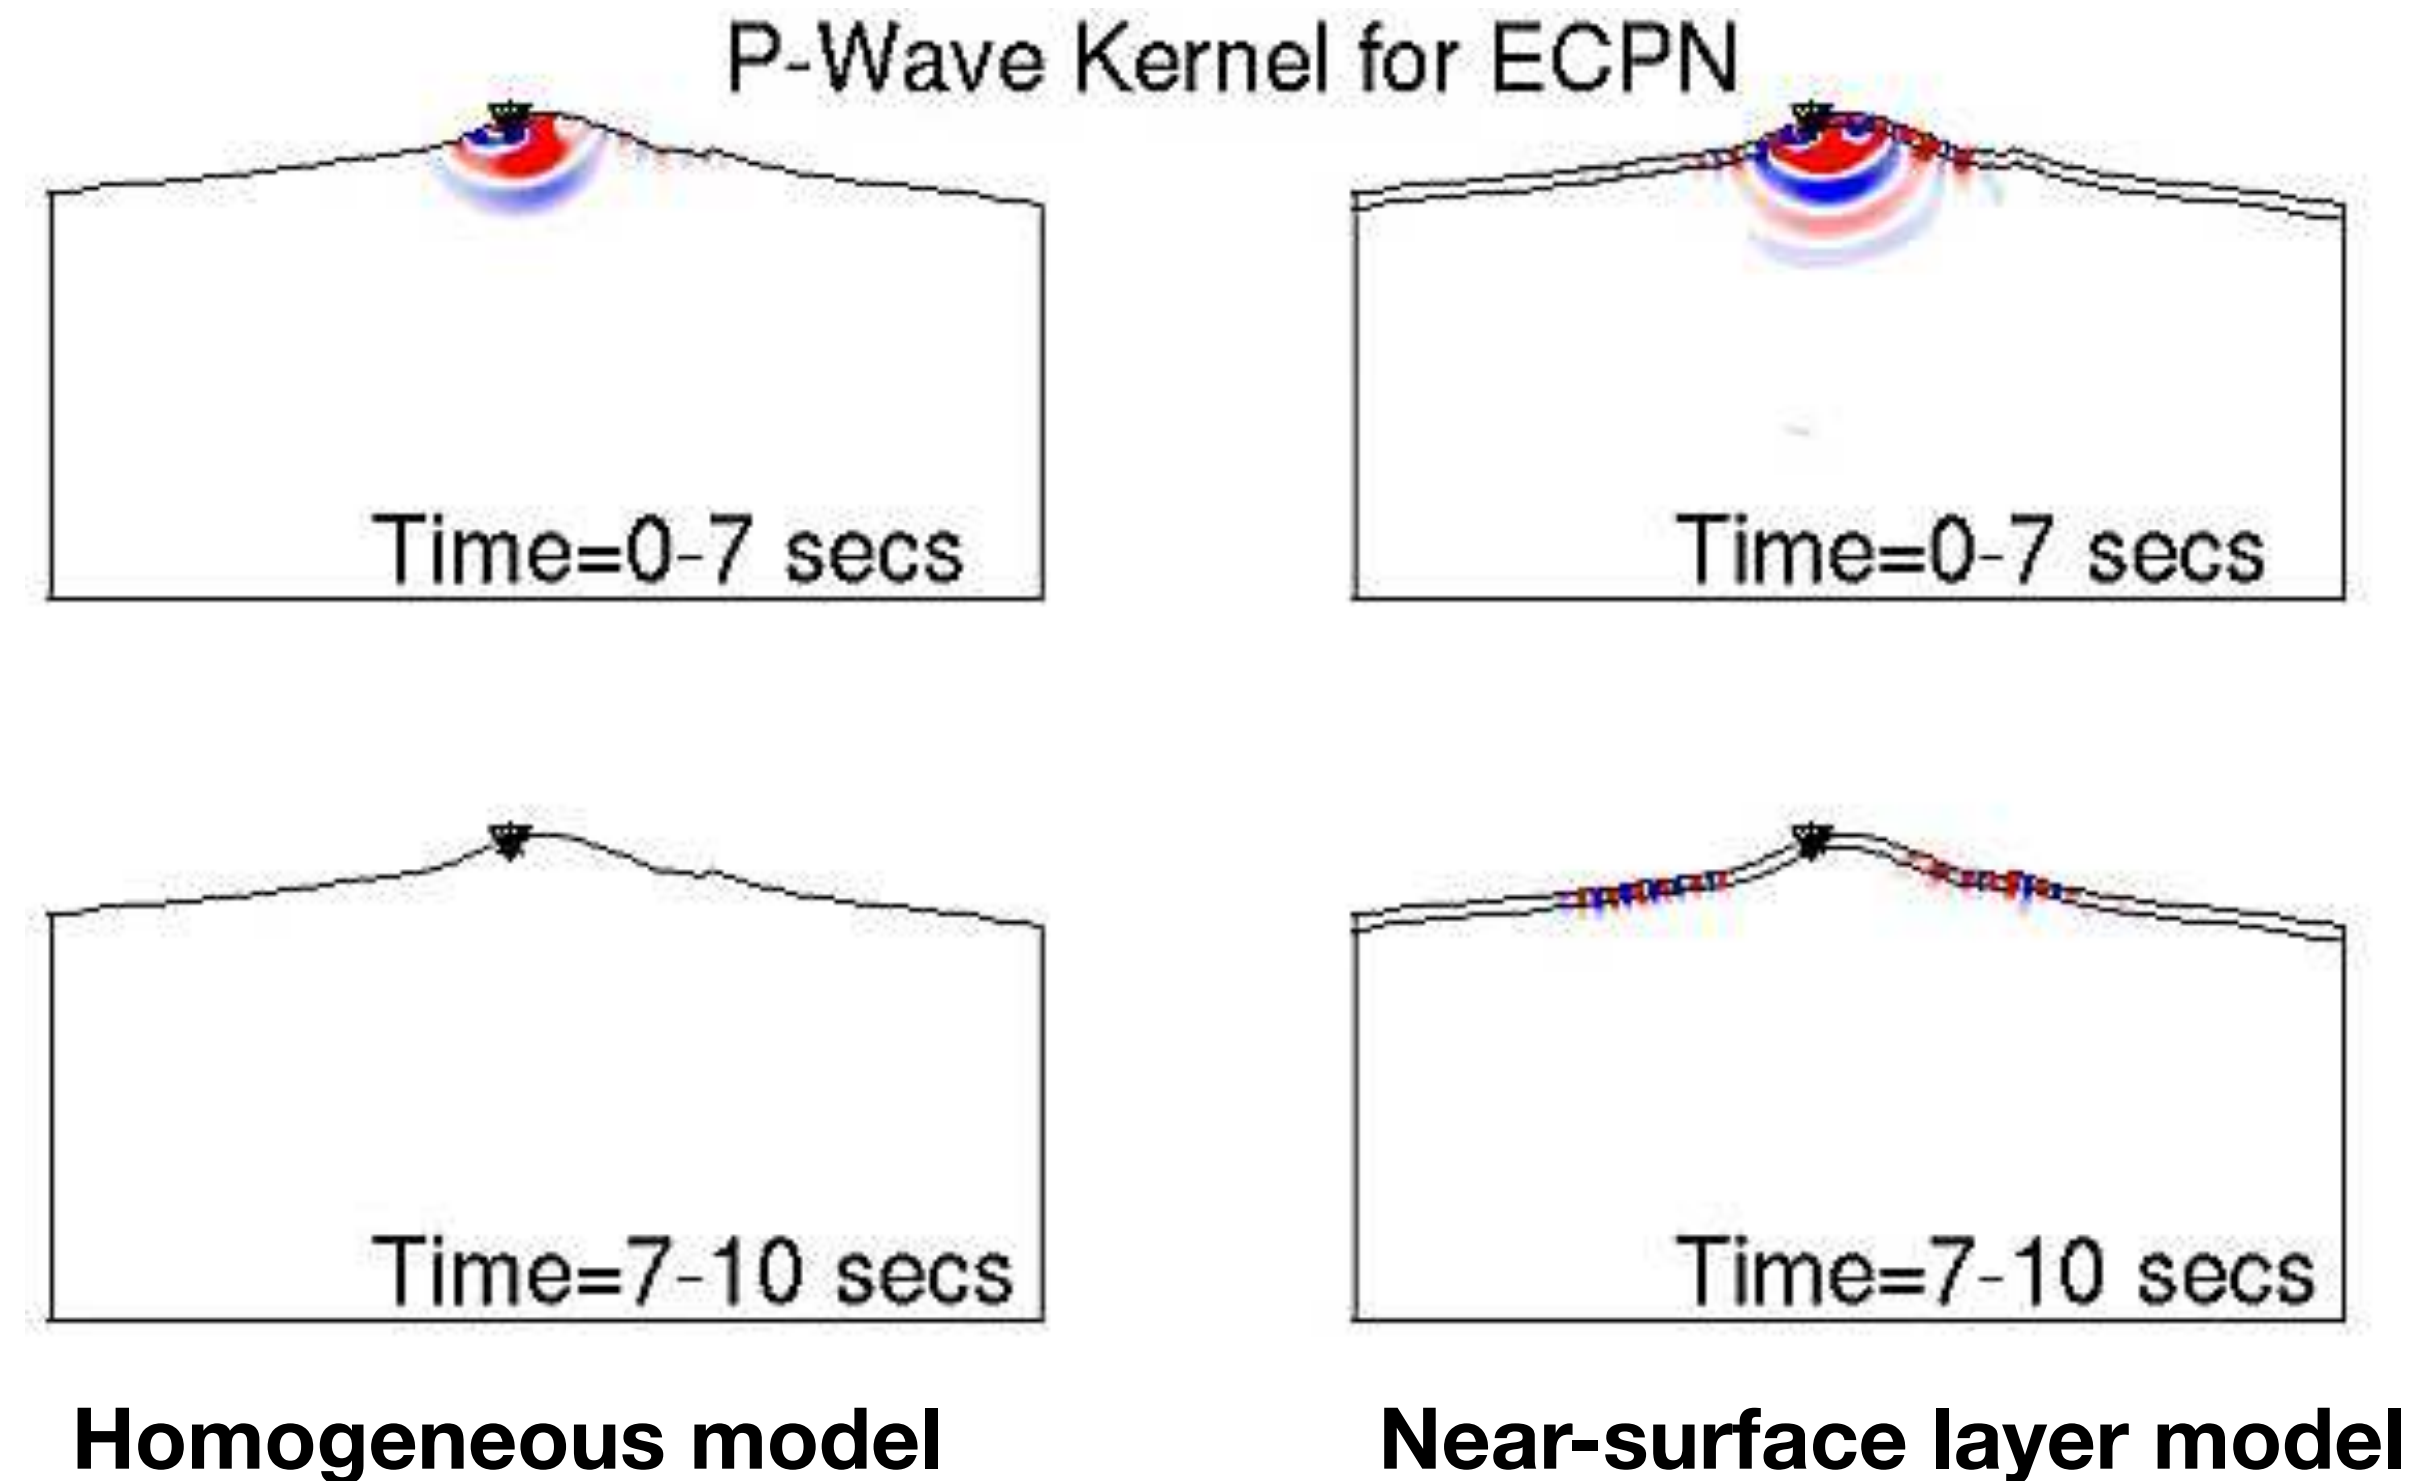 P-Wave Kernel for ECPN
Time=0-7 secs
Time=0-7 secs
Time=7-10 secs
Time=7-10 secs
Homogeneous model
Near-surface layer model